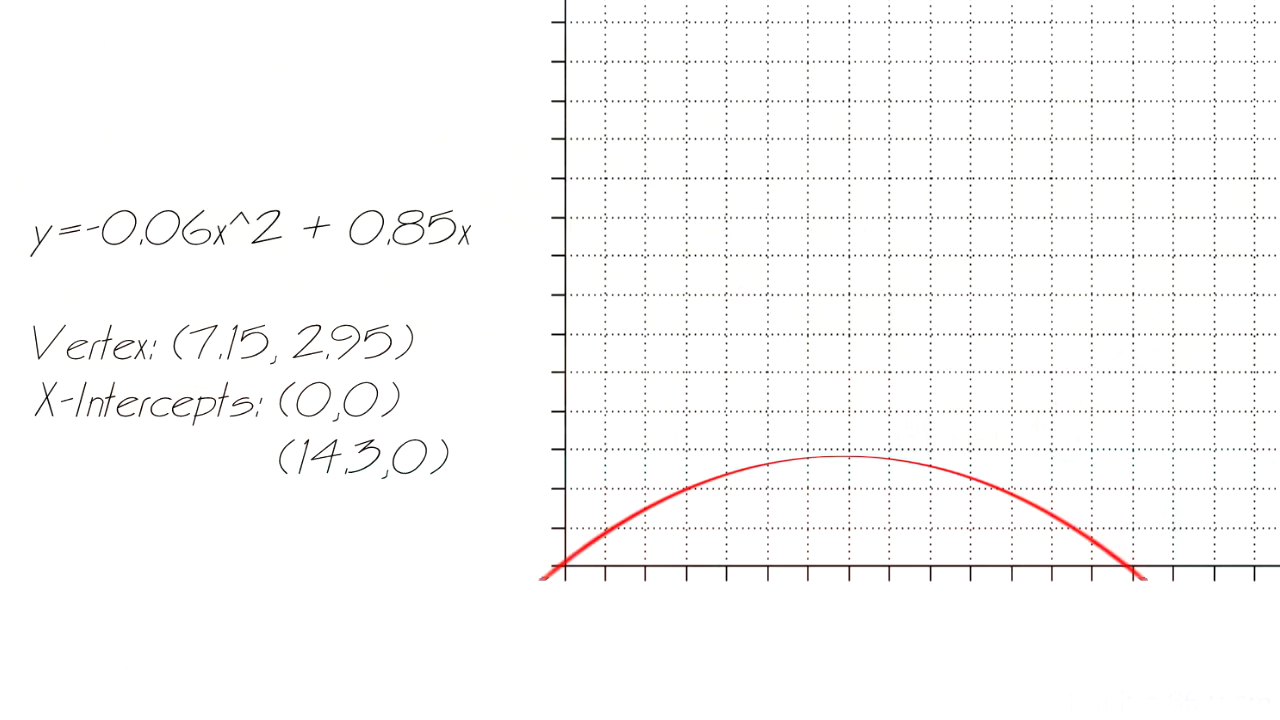 y=-0.06x^2 + 0.85x
Vertex: (7.15, 2.95)
X-Intercepts: (0,0)
(14.3,0)